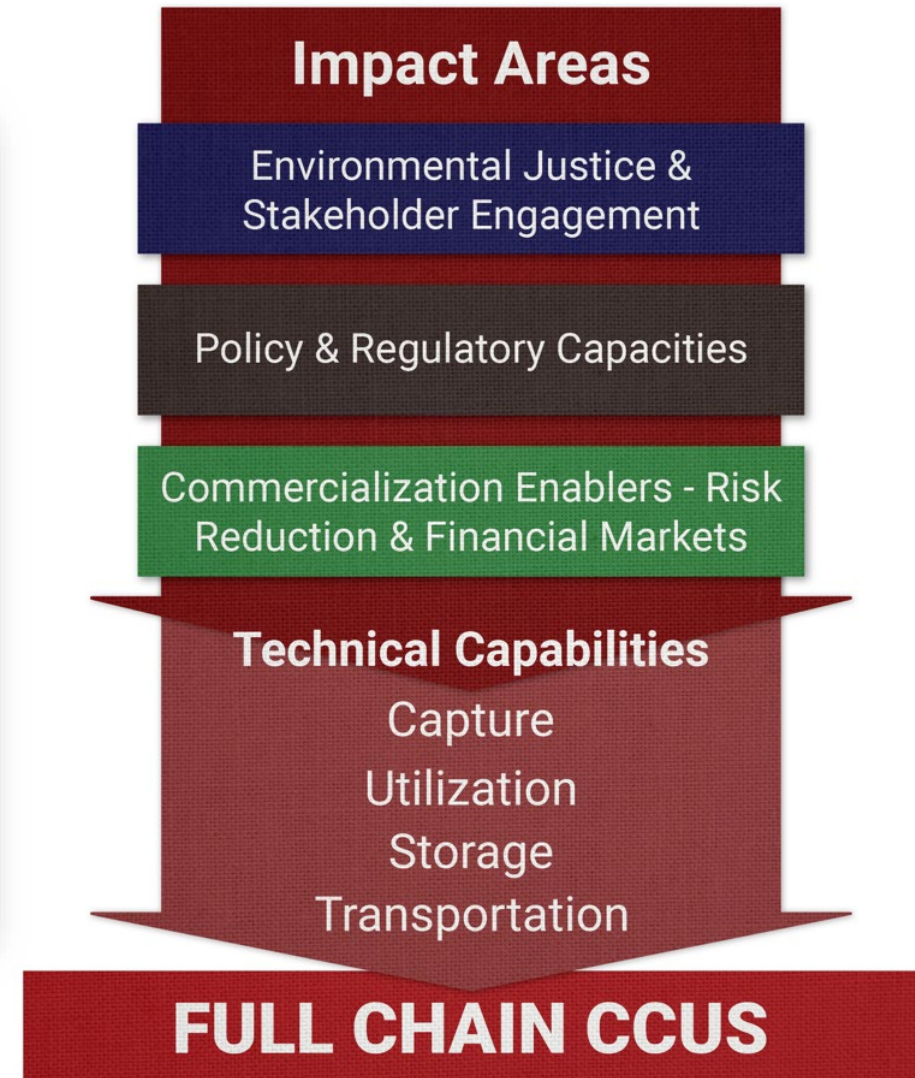 Impact Areas
Environmental Justice &
Stakeholder Engagement
Policy & Regulatory Capacities
Commercialization Enablers - Risk
Reduction & Financial Markets
Technical Capabilities
Capture
Utilization
Storage
Transportation
FULL CHAIN CCUS